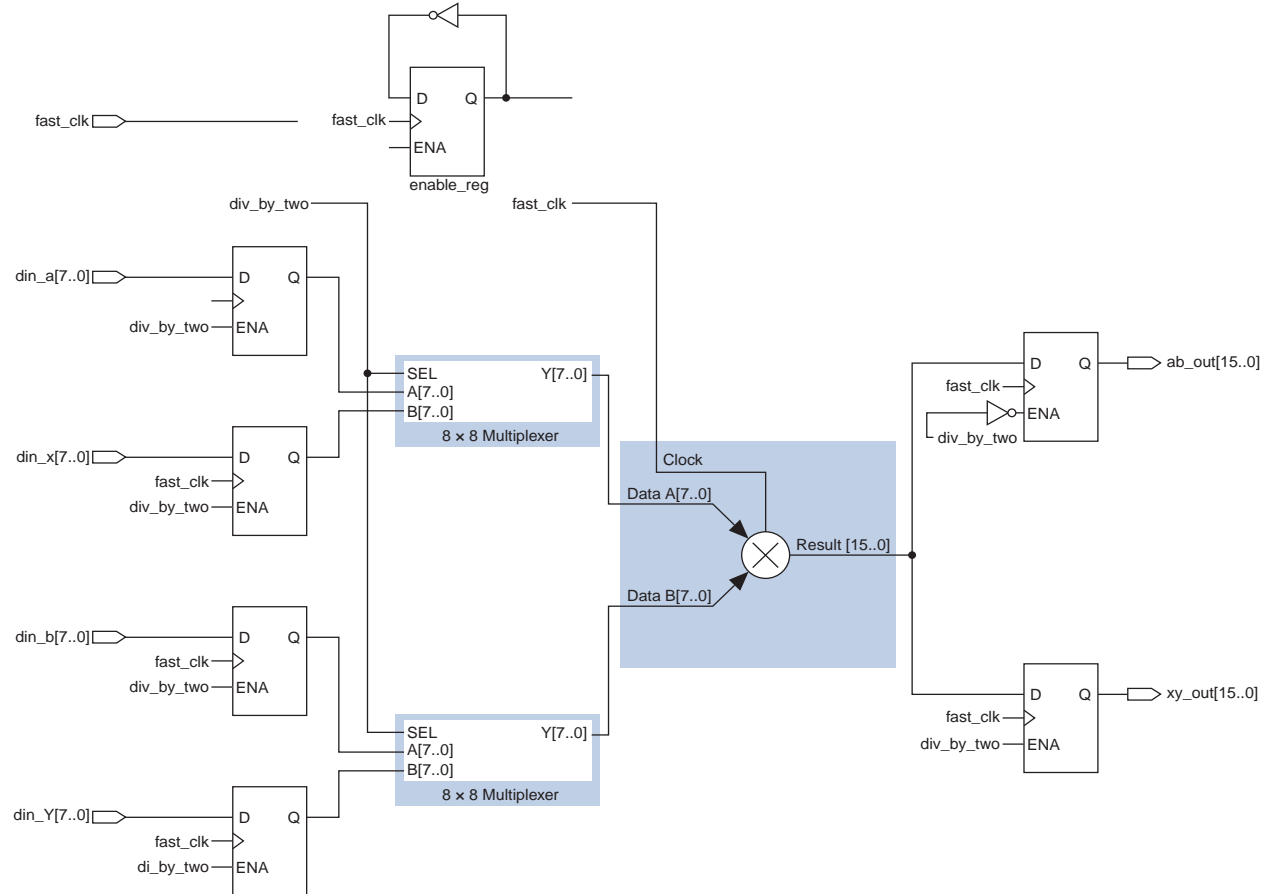 D Q
fast_clk
fast_clk
ENA
enable_reg
div_by_two
fast_clk
din_a[7..0]
D Q
div_by_two
ENA
SEL
A[7..0]
B[7..0]
Y[7..0]
8 × 8 Multiplexer
din_x[7..0]
D Q
fast_clk
div_by_two
ENA
Clock
Data A[7..0]
Result [15..0]
Data B[7..0]
D Q
ab_out[15..0]
fast_clk
ENA
div_by_two
din_b[7..0]
D Q
fast_clk
div_by_two
ENA
D Q
xy_out[15..0]
fast_clk
div_by_two
ENA
SEL
A[7..0]
B[7..0]
Y[7..0]
8 × 8 Multiplexer
din_Y[7..0]
D Q
fast_clk
di_by_two
ENA